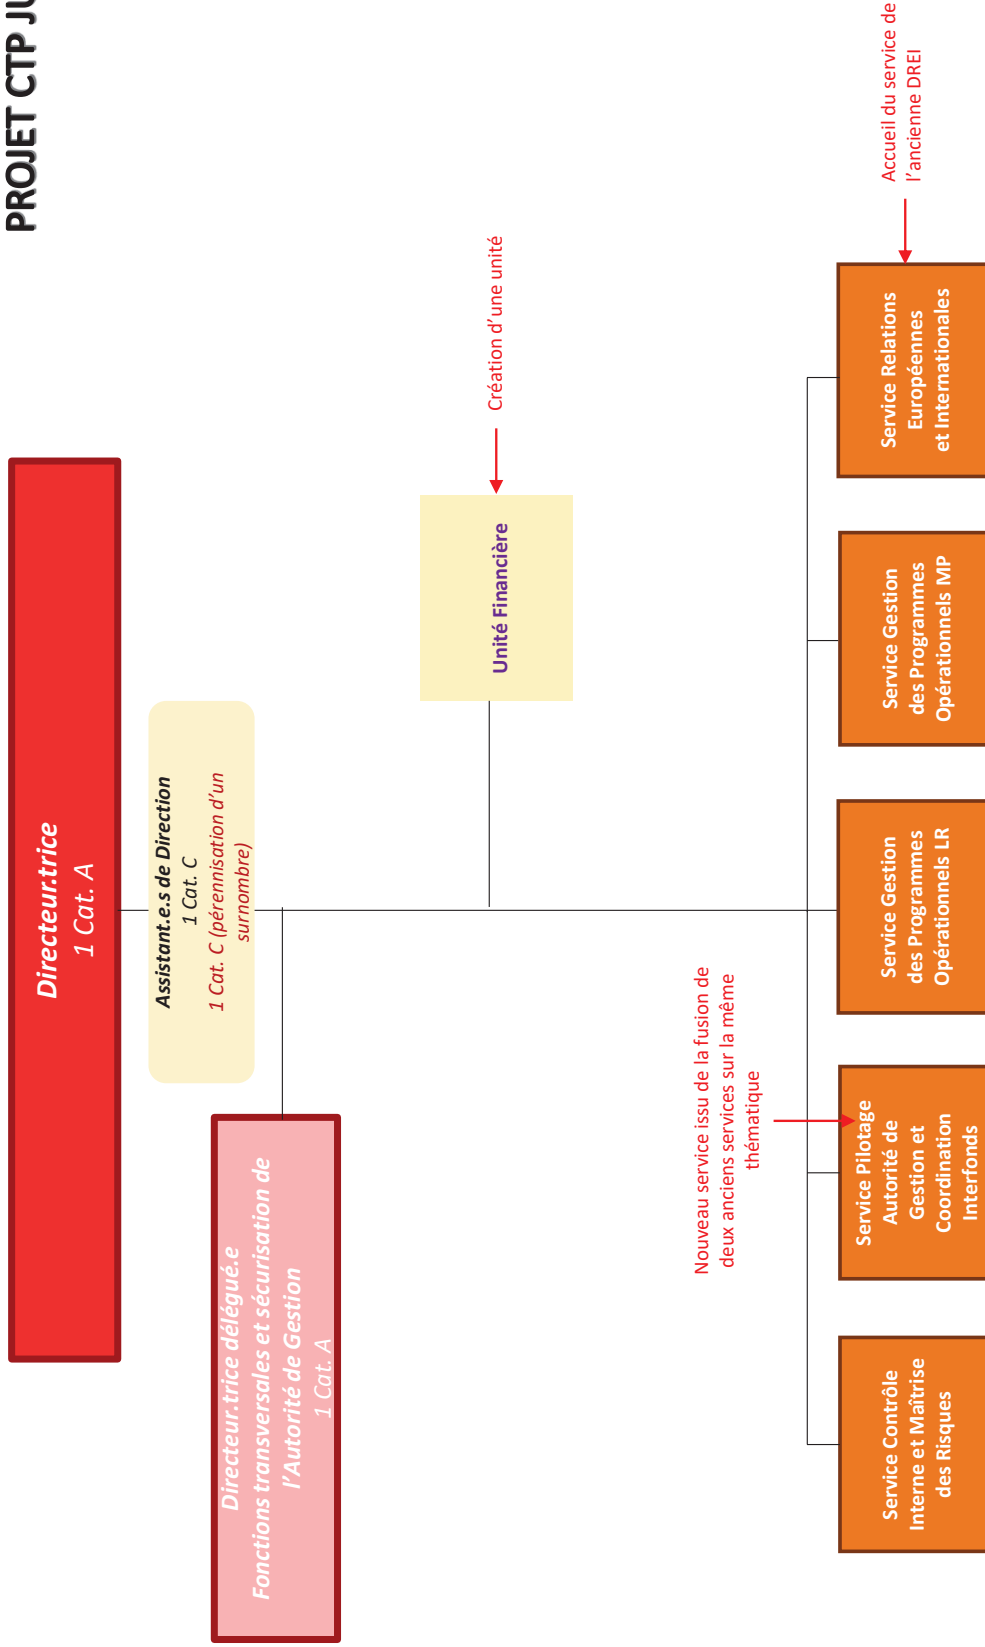 PROJET CTP
Directeur.trice
1 Cat. A
Assistant.e.s de Direction
1 Cat. C
1 Cat. C (pérennisation d’un
surnombre)
Directeur.trice délégué.e
Fonctions transversales et sécurisation de
l’Autorité de Gestion
1 Cat. A
Unité Financière
Création d’une unité
Nouveau service issu de la fusion de
deux anciens services sur la même
thématique
Accueil du service de
l’ancienne DREI
Service Contrôle
Interne et Maîtrise
des Risques
Service Pilotage
Autorité de
Gestion et
Coordination
Interfonds
Service Gestion
des Programmes
Opérationnels LR
Service Gestion
des Programmes
Opérationnels MP
Service Relations
Européennes
et Internationales